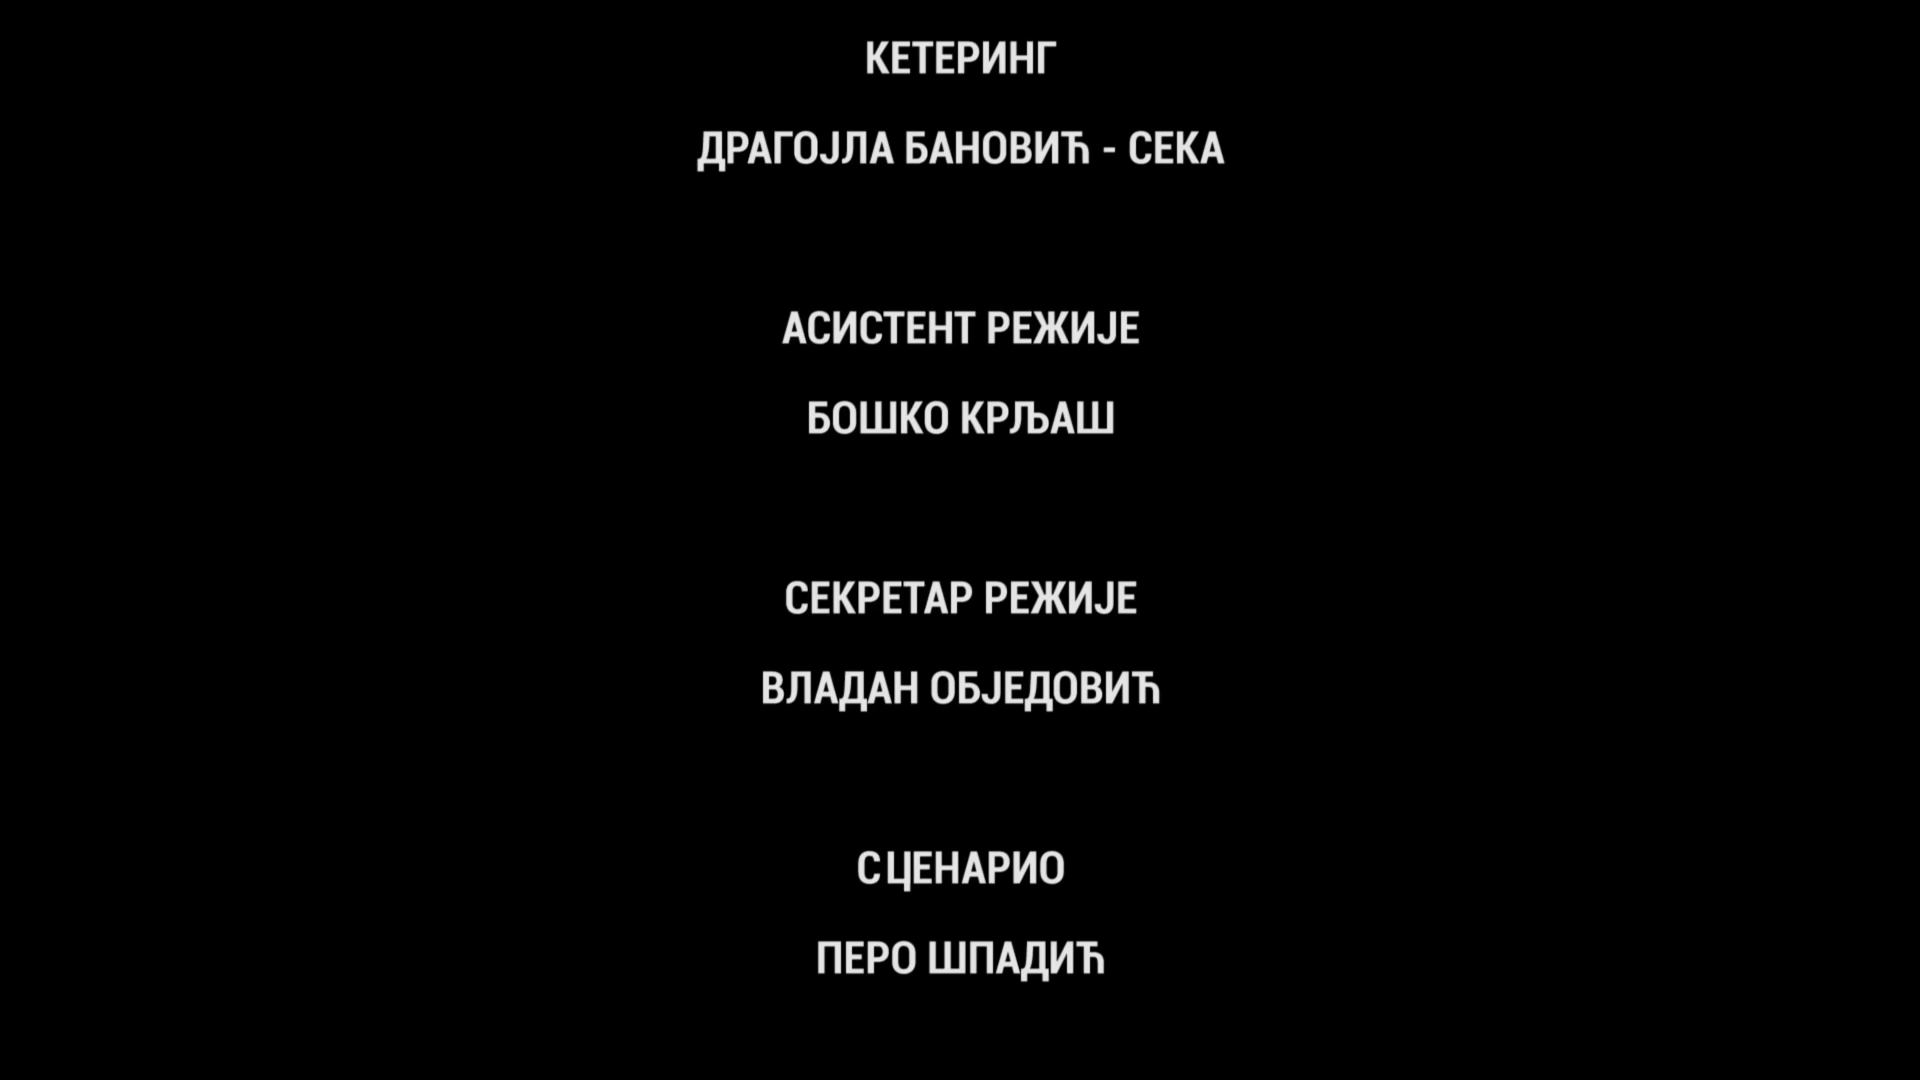 КЕТЕРИНГ
ДРАГОЈЛА БАНОВИЋ - СЕКА
АСИСТЕНТ РЕЖИЈЕ
БОШКО КРЉАШ
СЕКРЕТАР РЕЖИЈЕ
ВЛАДАН ОБЈЕДОВИЋ
СЦЕНАРИО
ПЕРО ШПАДИЋ